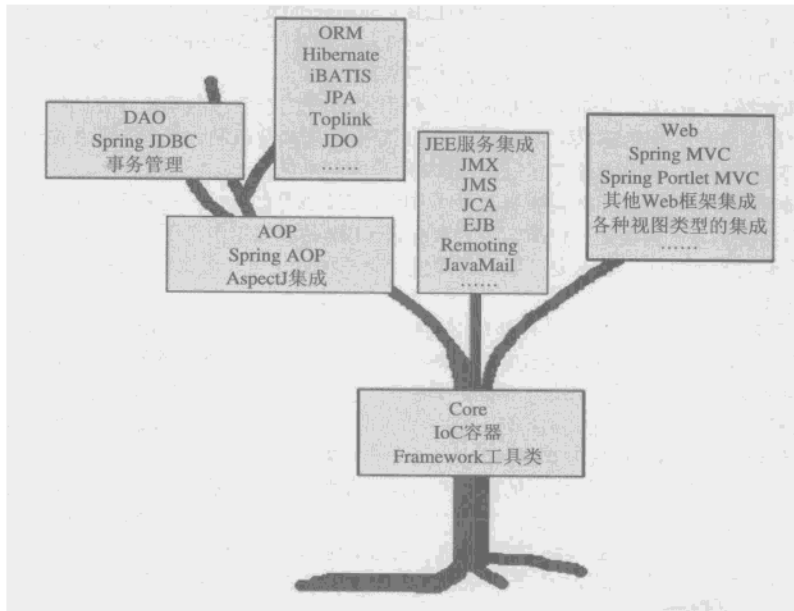 ORM
Hibernate
iBATIS
JPA
Toplink
JDO
……
DAO
Spring JDBC
事务管理
AOP
Spring AOP
AspectJ集成
JEE服务集成
JMX
JMS
JCA
EJB
Remoting
JavaMail
……
Web
Spring MVC
Spring Portlet MVC
其他Web框架集成
各种视图类型的集成
……
Core
IoC容器
Framework工具类